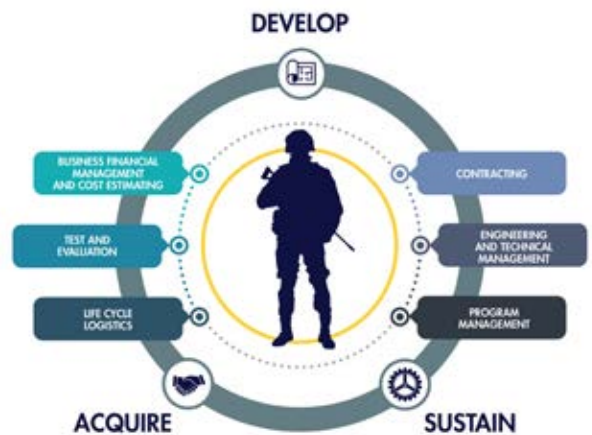 DEVELOP
BUSINESS FINANCIAL
MANAGEMENT
AND COST ESTIMATING
CONTRACTING
TEST AND
EVALUATION
ENGINEERING
AND TECHNICAL
MANAGEMENT
LIFE CYCLE
LOGISTICS
PROGRAM
MANAGEMENT
ACQUIRE
SUSTAIN